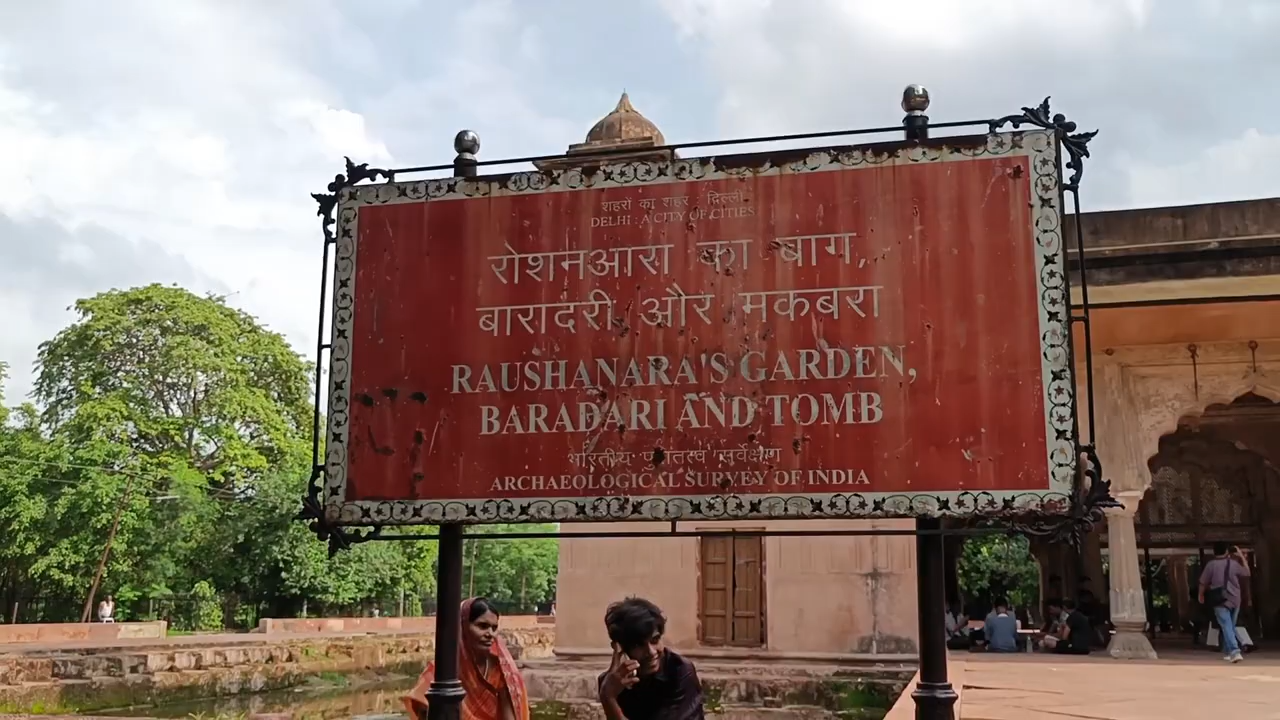 शहरों का शहर : दिल्ली
DELHI : A CITY OF CITIES
रोशनआरा का बाग,
बारादरी और मकबरा
RAUSHANARA'S GARDEN,
BARADARI AND TOMB
भारतीय पुरातत्व सर्वेक्षण
ARCHAEOLOGICAL SURVEY OF INDIA